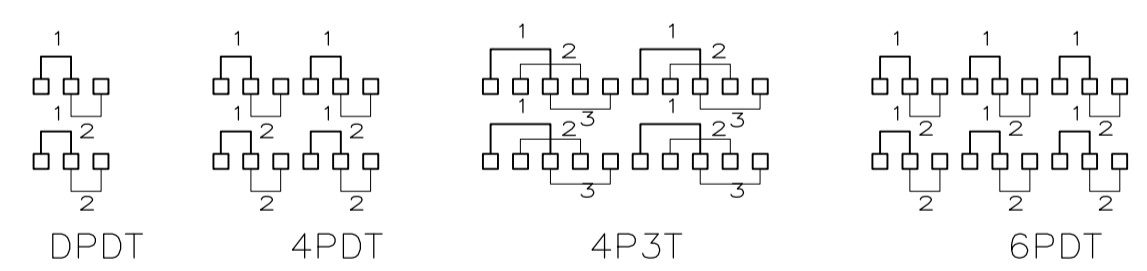 1 1 1 1 2 1 2 1 1 1
1 2 1 2 1 2 1 2 3 1 2 3 1 2 1 2 1 2
2 2 2 3 3 2 2 2
DPDT 4PDT 4P3T 6PDT